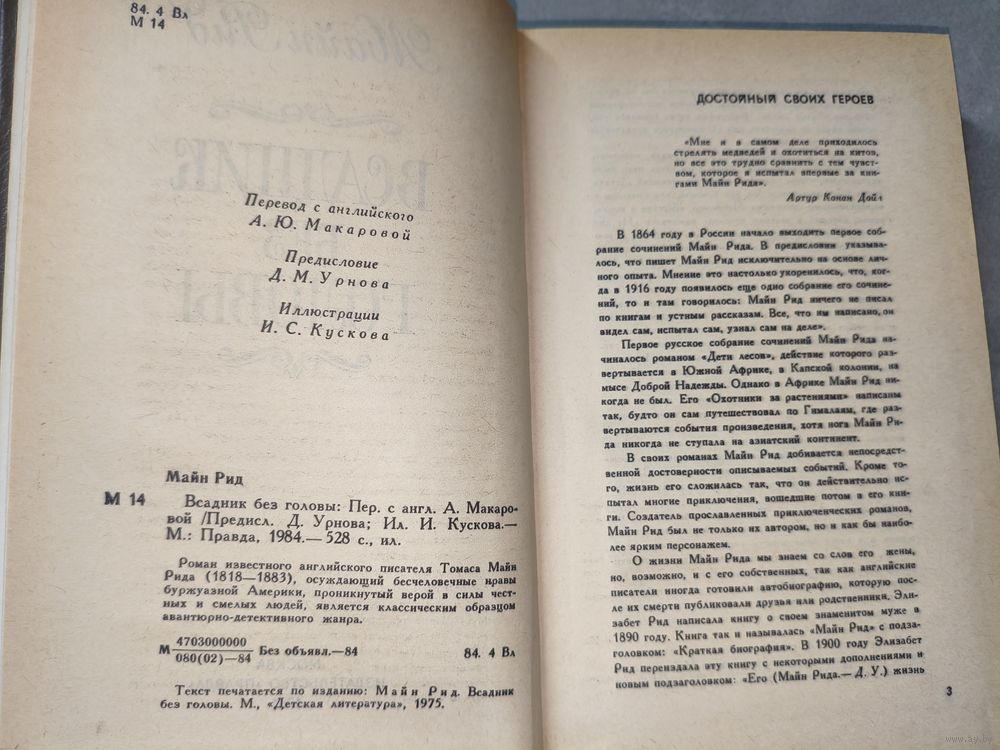 84. 4 Вл
М 14
Перевод с английского
А. Ю. Макаровой
Предисловие
Д. М. Урнова
Иллюстрации
И. С. Кускова
Майн Рид
М 14 Всадник без головы: Пер. с англ. А. Макаро-
вой /Предисл. Д. Урнова; Ил. И. Кускова.—
М.: Правда, 1984.— 528 с., ил.
Роман известного английского писателя Томаса Майн
Рида (1818—1883), осуждающий бесчеловечные нравы
буржуазной Америки, проникнутый верой в силы чест-
ных и смелых людей, является классическим образцом
авантюрно-детективного жанра.
М 4703000000
080(02)—84 Без объявл.—84 84. 4 Вл
Текст печатается по изданию: Майн Рид. Всадник
без головы. М., «Детская литература», 1975.
ДОСТОЙНЫЙ СВОИХ ГЕРОЕВ
«Мне и в самом деле приходилось
стрелять медведей и охотиться на китов,
но все это трудно сравнить с тем чувст-
вом, которое я испытал впервые за кни-
гами Майн Рида».
Артур Конан Дойл
В 1864 году в России начало выходить первое соб-
рание сочинений Майн Рида. В предисловии указыва-
лось, что пишет Майн Рид исключительно на основе лич-
ного опыта. Мнение это настолько укоренилось, что, ког-
да в 1916 году появилось еще одно собрание его сочине-
ний, то и там говорилось: Майн Рид ничего не писал
по книгам и устным рассказам. Все, что им написано, он
видел сам, испытал сам, узнал сам на деле».
Первое русское собрание сочинений Майн Рида на-
чиналось романом «Дети лесов», действие которого раз-
вертывается в Южной Африке, в Капской колонии, на
мысе Доброй Надежды. Однако в Африке Майн Рид ни-
когда не был. Его «Охотники за растениями» написаны
так, будто он сам путешествовал по Гималаям, где раз-
вертываются события произведения, хотя нога Майн Ри-
да никогда не ступала на азиатский континент.
В своих романах Майн Рид добивается непосредст-
венной достоверности описываемых событий. Кроме то-
го, жизнь его сложилась так, что он действительно ис-
пытал многие приключения, вошедшие потом в его кни-
ги. Создатель прославленных приключенческих романов,
Майн Рид был не только их автором, но и как бы наибо-
лее ярким персонажем.
О жизни Майн Рида мы знаем со слов его жены,
но, возможно, и с его собственных, так как английские
писатели иногда готовили автобиографию, которую пос-
ле их смерти публиковали друзья или родственники. Эли-
забет Рид написала книгу о своем знаменитом муже в
1890 году. Книга так и называлась «Майн Рид» с подза-
головком: «Краткая биография». В 1900 году Элизабет
Рид переиздала эту книгу с некоторыми дополнениями и
новым подзаголовком: «Его (Майн Рида.— Д. У.) жизнь
3